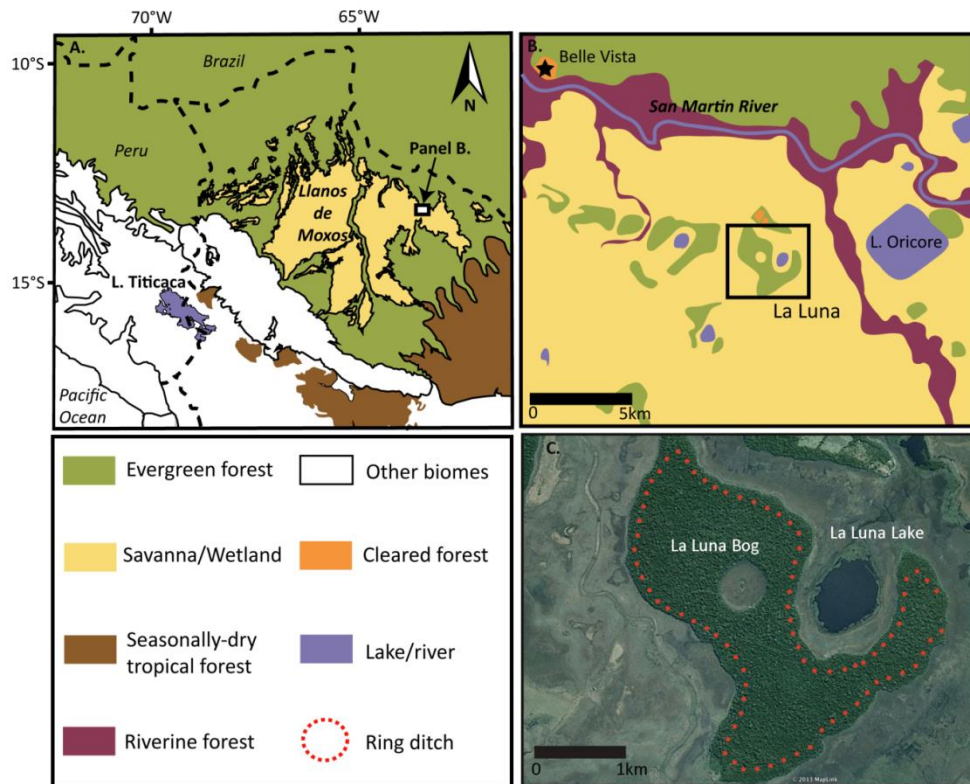 70°W
65°W
10°S
15°S
A.
Brazil
Peru
N
Panel B.
Llanos
de
Moxos
L. Titicaca
Pacific
Ocean
B.
Belle Vista
San Martin River
L. Oricore
La Luna
0
5km
Evergreen forest
Other biomes
Savanna/Wetland
Cleared forest
Seasonally-dry
tropical forest
Lake/river
Riverine forest
Ring ditch
C.
La Luna Bog
La Luna Lake
0
1km
© 2013 MapLink